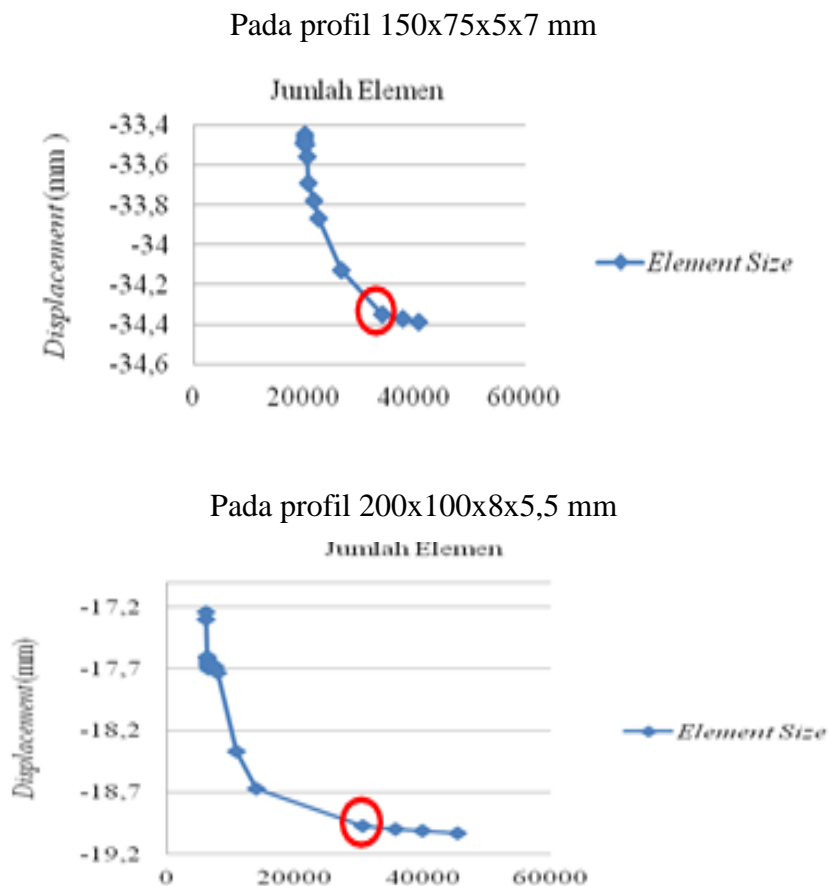 Pada profil 150x75x5x7 mm
Jumlah Elemen
-33,4
-33,6
-33,8
-34
-34,2
-34,4
-34,6
Displacement (mm )
0 20000 40000 60000
Element Size
Pada profil 200x100x8x5,5 mm
Jumlah Elemen
-17,2
-17,7
-18,2
-18,7
-19,2
Displacement (mm)
0 20000 40000 60000
Element Size